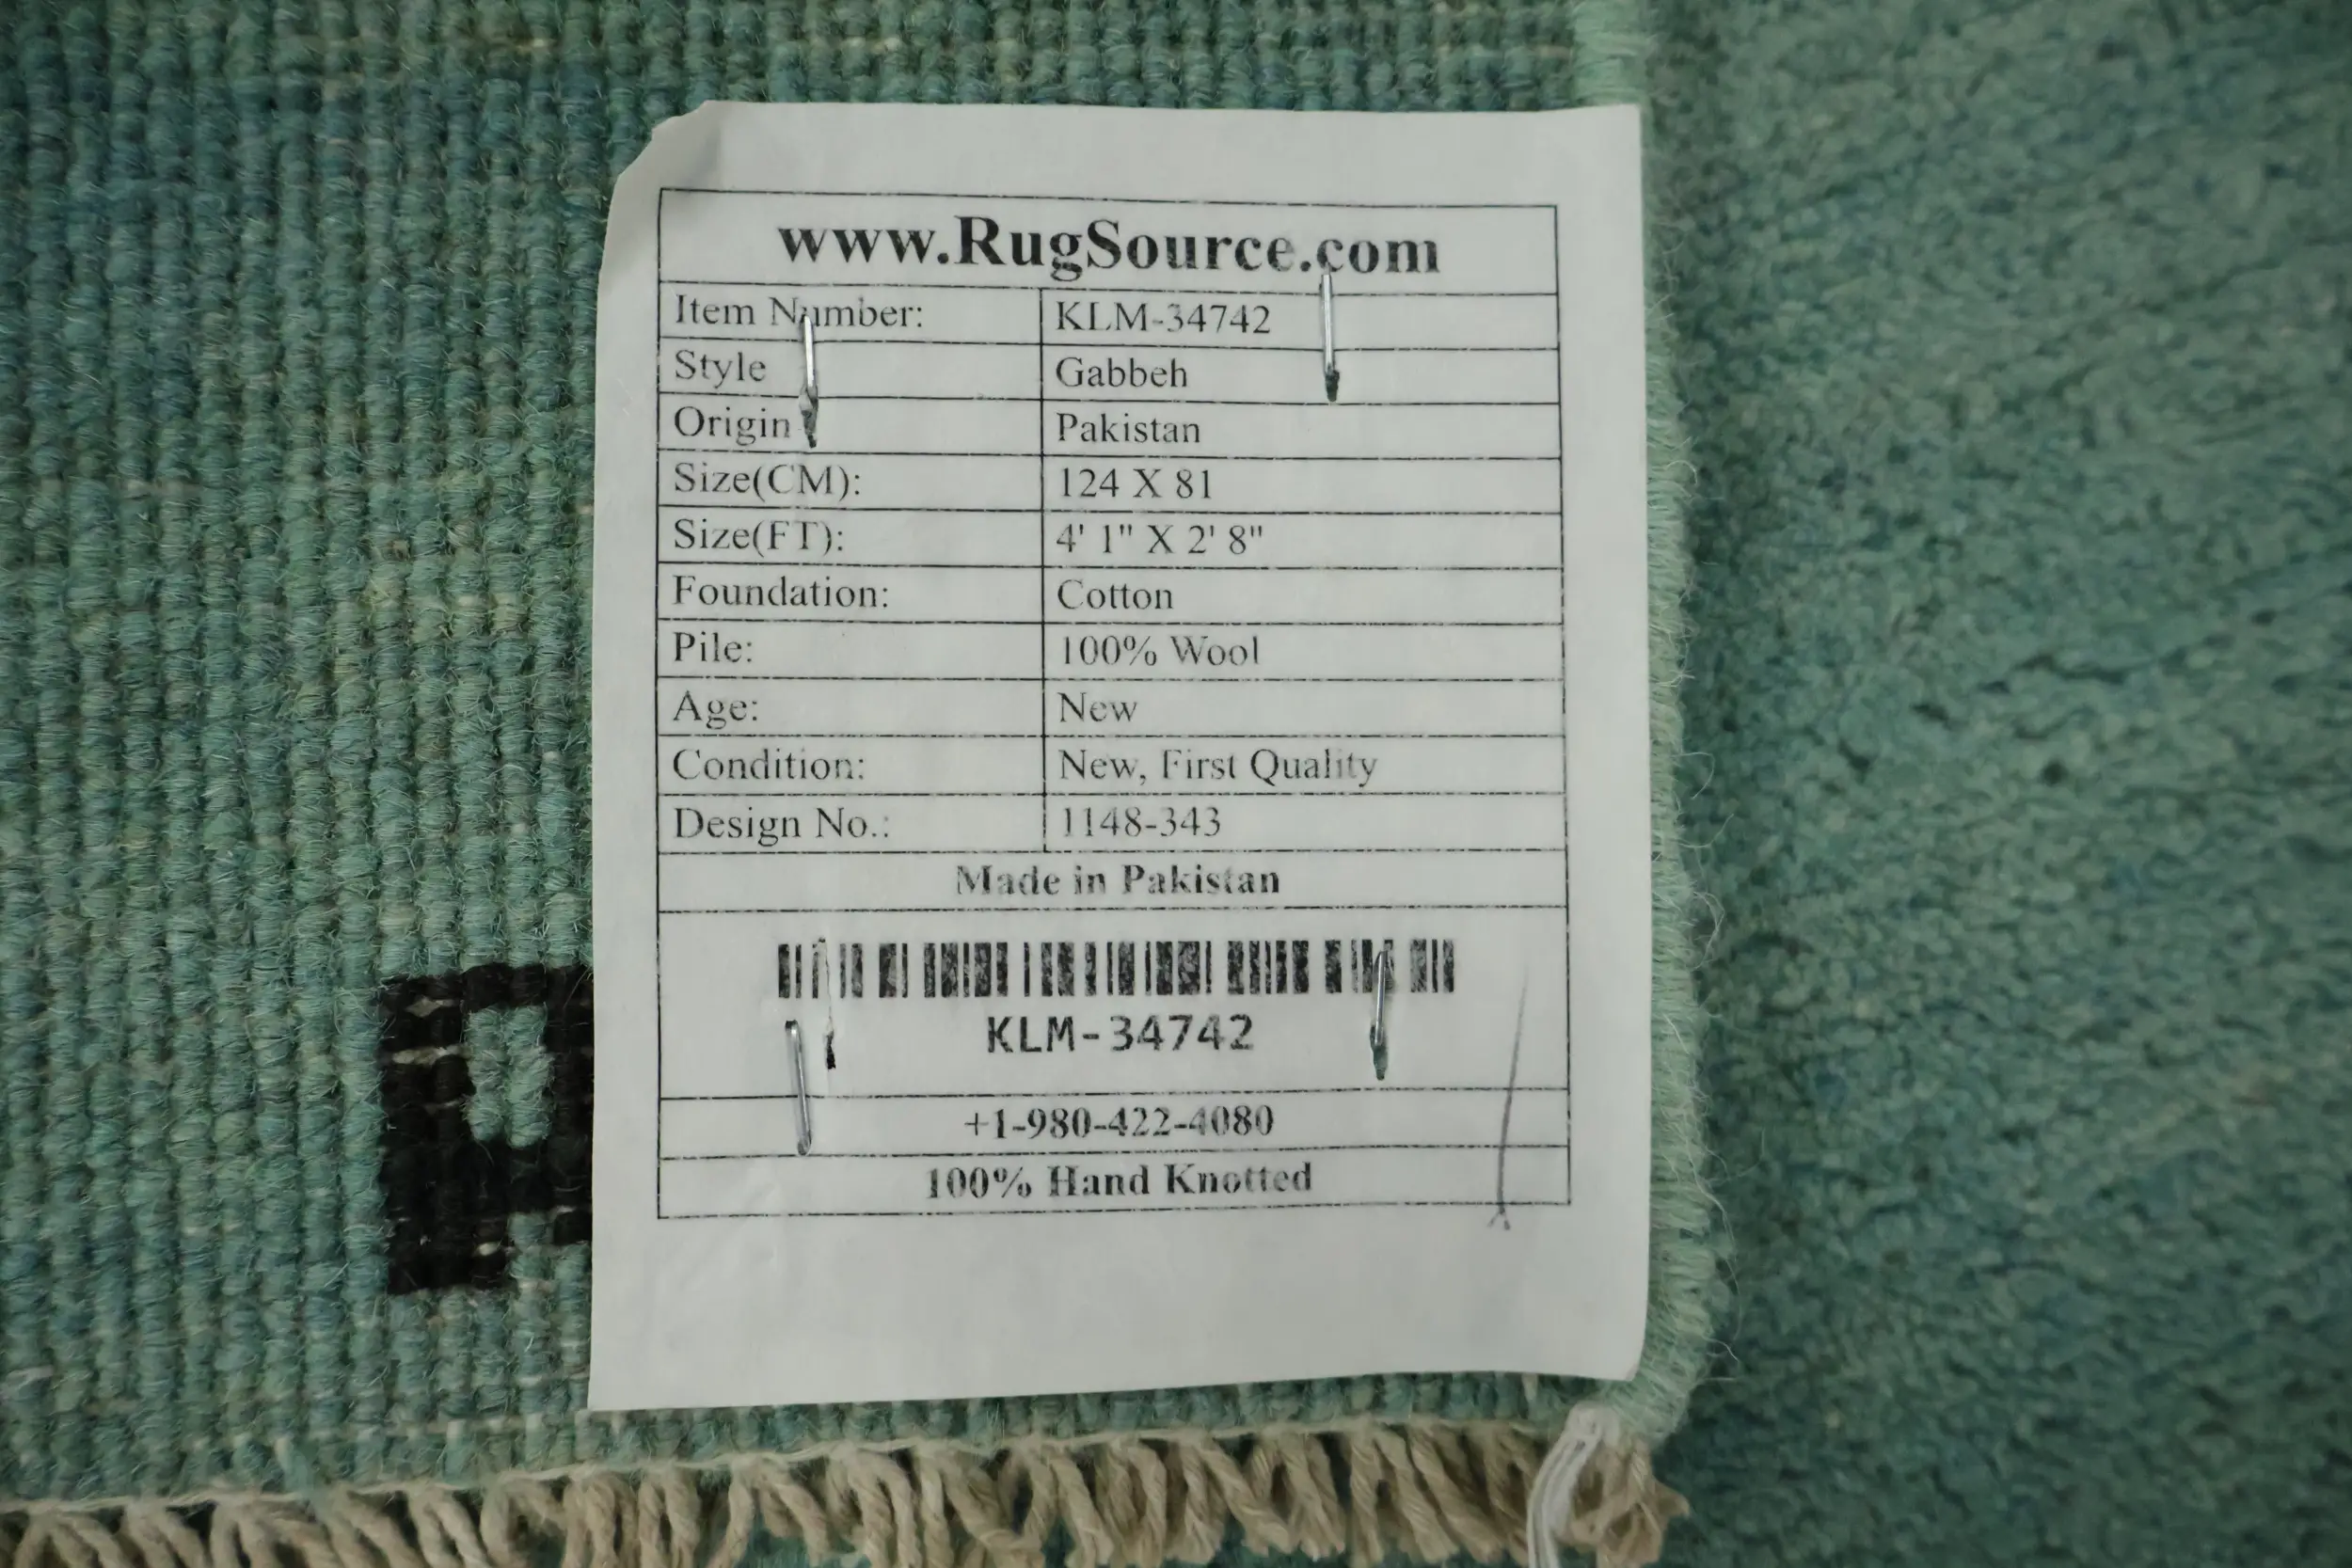 www.RugSource.com
Item Number: KLM-34742
Style Gabbeh
Origin Pakistan
Size(CM): 124 X 81
Size(FT): 4' 1" X 2' 8"
Foundation: Cotton
Pile: 100% Wool
Age: New
Condition: New, First Quality
Design No.: 1148-343
Made in Pakistan
KLM-34742
+1-980-422-4080
100% Hand Knotted